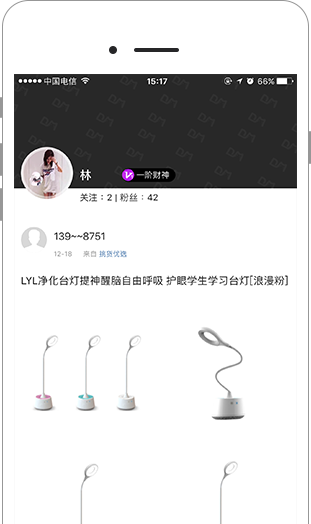 中国电信 15:17 66%
林 一阶财神
关注：2 | 粉丝：42
139~~8751
12-18 来自 挑货优选
LYL净化台灯提神醒脑自由呼吸 护眼学生学习台灯[浪漫粉]